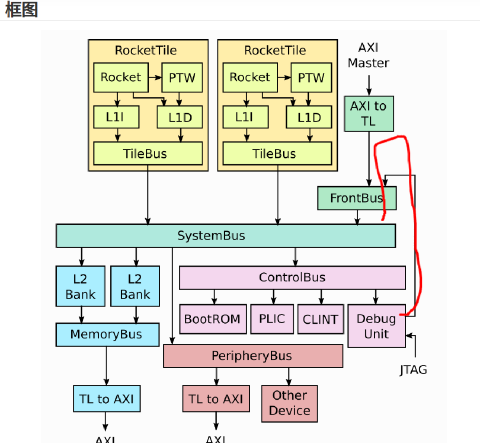 框图
RocketTile
RocketTile
AXI
Master
Rocket
PTW
Rocket
PTW
AXI to
TL
L1I
L1D
L1I
L1D
TileBus
TileBus
FrontBus
SystemBus
L2
Bank
L2
Bank
ControlBus
BootROM
PLIC
CLINT
Debug
Unit
MemoryBus
PeripheryBus
JTAG
TL to AXI
TL to AXI
Other
Device
AXI
AXI